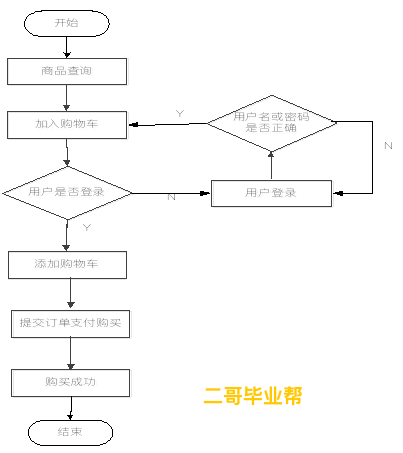 开始
商品查询
加入购物车
Y
用户名或密码
是否正确
N
用户是否登录
N
用户登录
Y
添加购物车
提交订单支付购买
购买成功
二哥毕业帮
结束